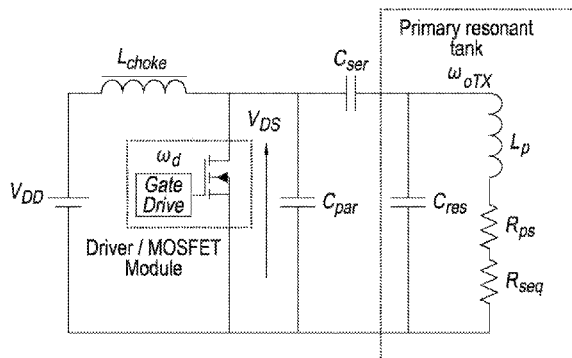 Primary resonant
tank
ω_oTX
L_choke
C_ser
V_DS
L_p
ω_d
Gate
Drive
V_DD
C_par
C_res
R_ps
Driver / MOSFET
Module
R_seq